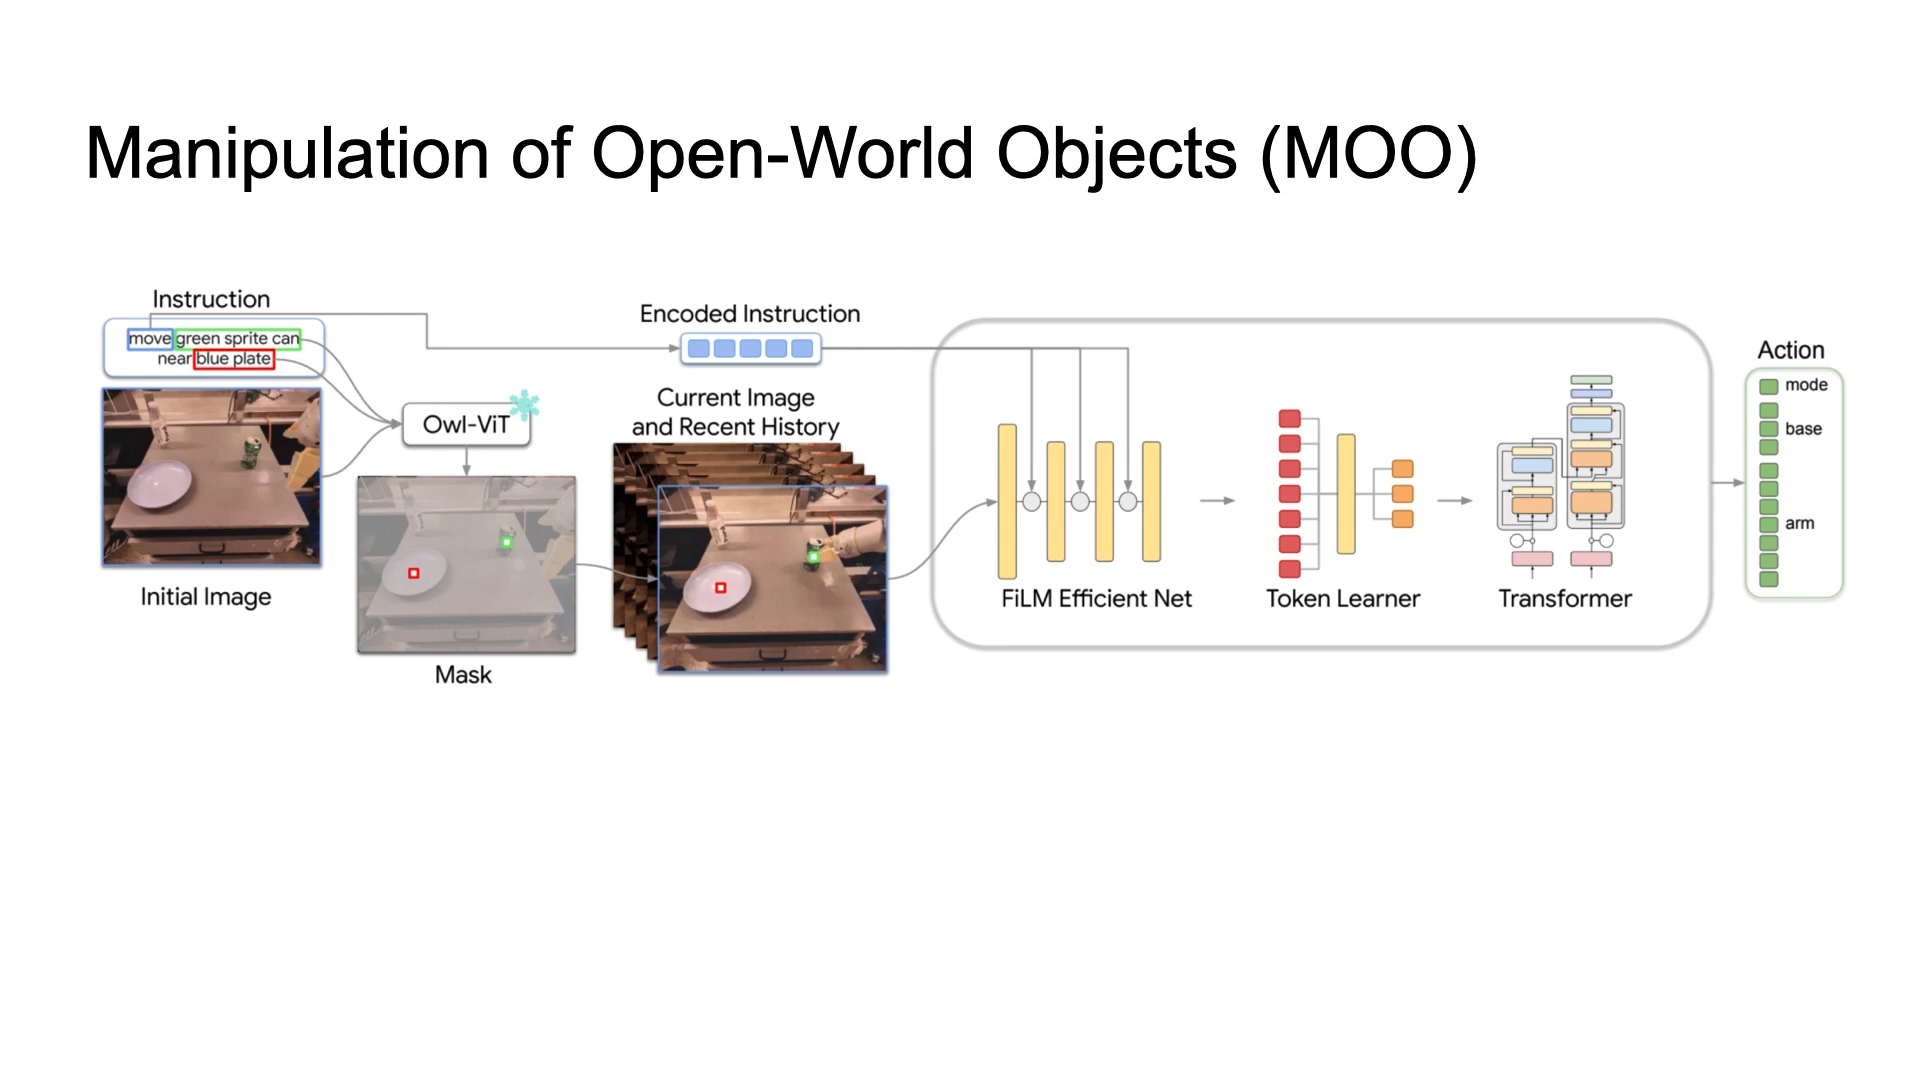 Manipulation of Open-World Objects (MOO)
Instruction
move green sprite can
near blue plate
Initial Image
Owl-ViT
Mask
Encoded Instruction
Current Image
and Recent History
FiLM Efficient Net
Token Learner
Transformer
Action
mode
base
arm